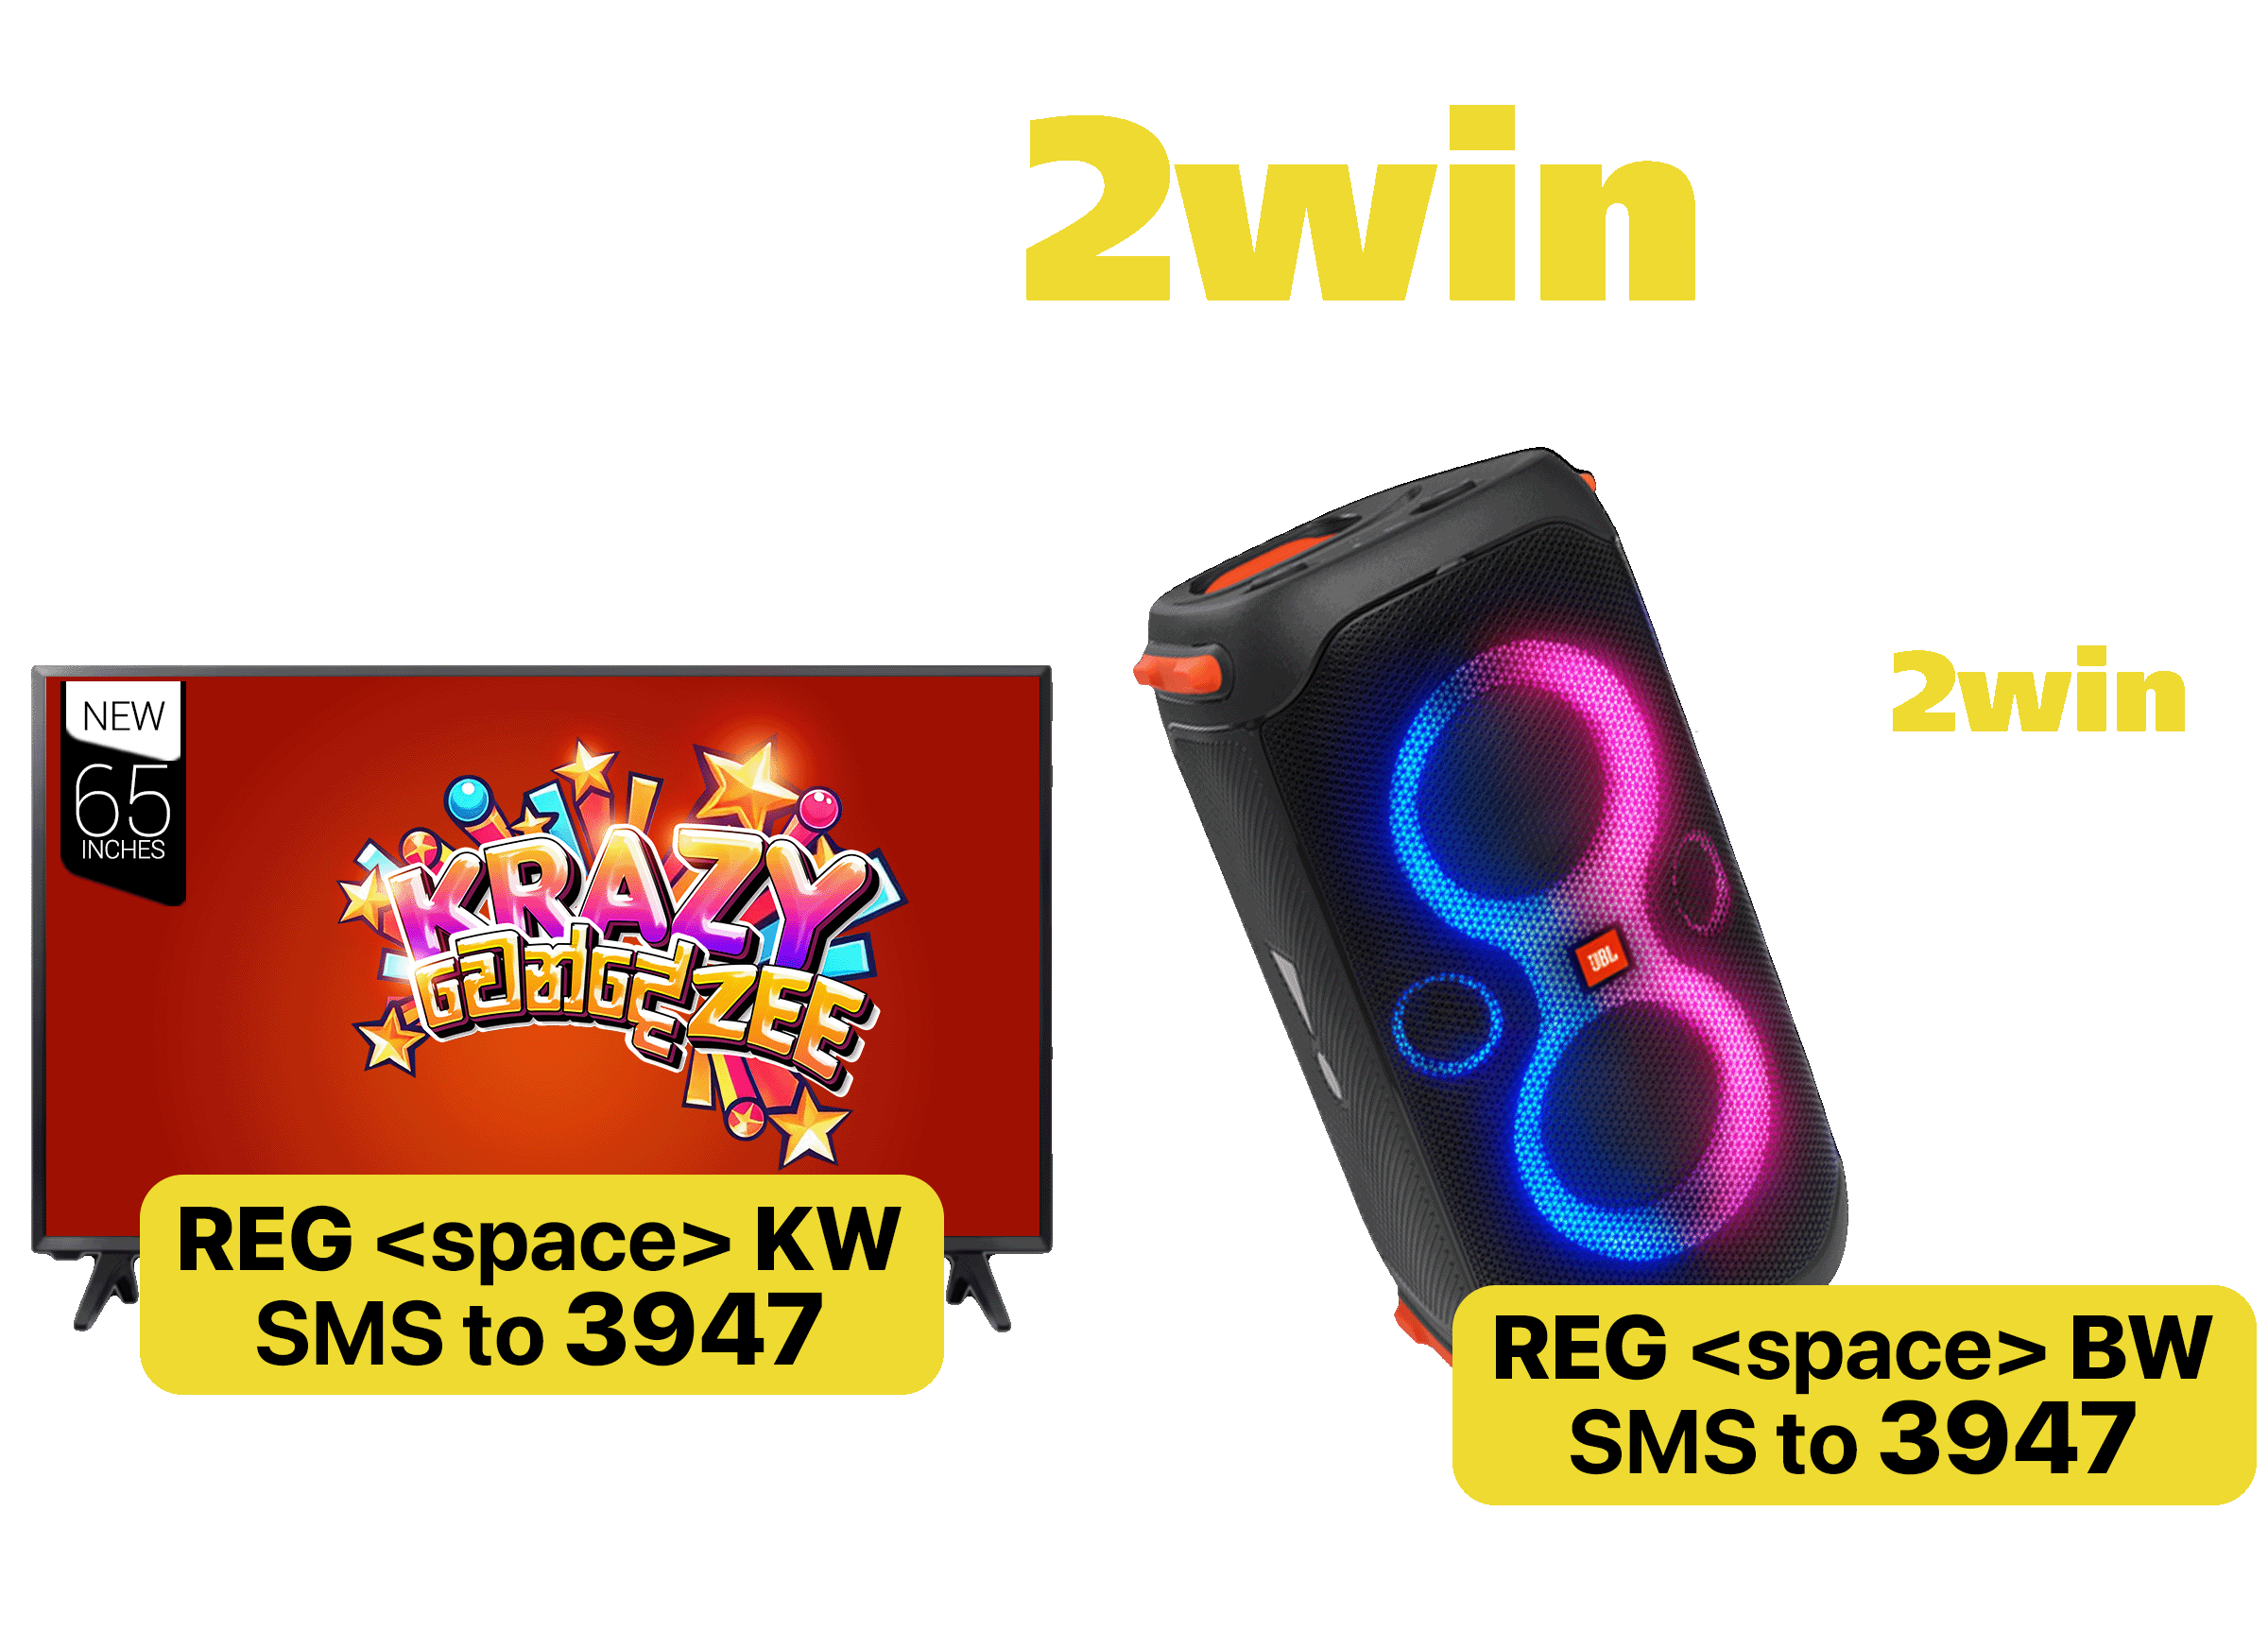 2win
2win
NEW
65
INCHES
KRAZY
වෙන්දේZEE
JBL
REG <space> KW
SMS to 3947
REG <space> BW
SMS to 3947